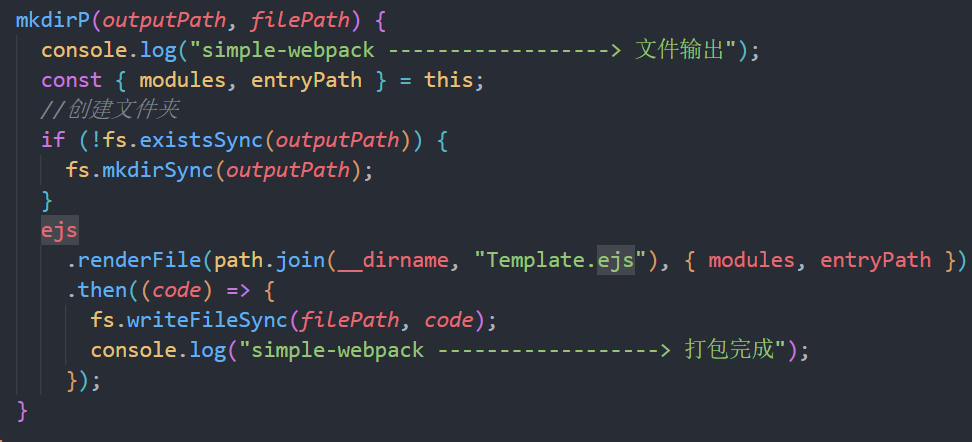 mkdirP(outputPath, filePath) {
console.log("simple-webpack ------------------> 文件输出");
const { modules, entryPath } = this;
//创建文件夹
if (!fs.existsSync(outputPath)) {
fs.mkdirSync(outputPath);
}
ejs
.renderFile(path.join(__dirname, "Template.ejs"), { modules, entryPath })
.then((code) => {
fs.writeFileSync(filePath, code);
console.log("simple-webpack ------------------> 打包完成");
});
}